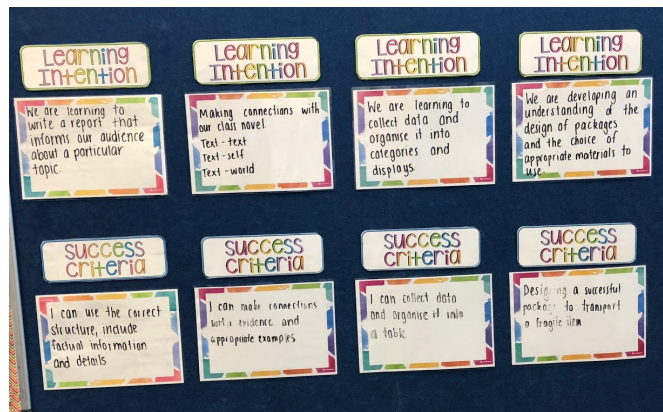 Learning
Intention
We are learning to
write a report that
informs our audience
about a particular
topic.
Learning
Intention
Making connections with
our class novel.
Text - text
Text - self
Text - world
Learning
Intention
We are learning to
collect data and
organise it into
categories and
displays.
Learning
Intention
We are developing an
understanding of the
design of packages
and the choice of
appropriate materials to
use.
success
criteria
I can use the correct
structure, include
factual information
and details
success
criteria
I can make connections
with evidence and
appropriate examples
success
criteria
I can collect data
and organise it into
a table
success
criteria
Designing a successful
package to transport
a fragile item